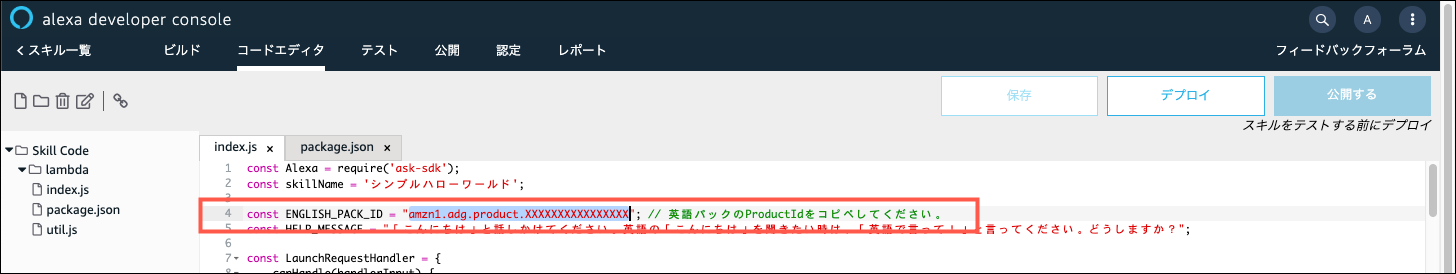 alexa developer console
A
スキル一覧 ビルド コードエディタ テスト 公開 認定 レポート フィードバックフォーラム
保存 デプロイ 公開する
スキルをテストする前にデプロイ
index.js × package.json ×
Skill Code
lambda
index.js
package.json
util.js
1 const Alexa = require('ask-sdk');
2 const skillName = 'シンプルハローワールド';
3
4 const ENGLISH_PACK_ID = "amzn1.adg.product.XXXXXXXXXXXXXXXX"; // 英語パックのProductIdをコピペしてください。
5 const HELP_MESSAGE = "「こんにちは」と話しかけてください。英語の「こんにちは」を聞きたい時は、「英語で言って」」と言ってください。どうしますか？";
6
7 const LaunchRequestHandler = {
8 canHandle(handlerInput) {